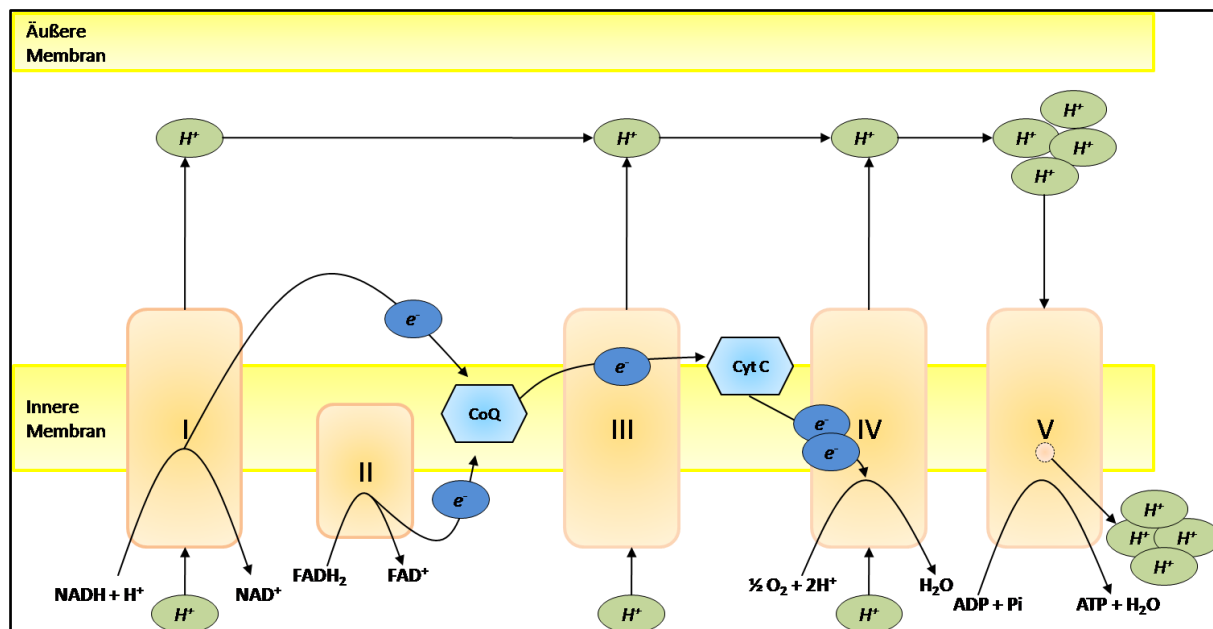 Äußere
Membran
H⁺ H⁺ H⁺ H⁺
H⁺
H⁺
H⁺
e⁻
e⁻ Cyt C
Innere
Membran
CoQ
I
III
e⁻ IV
V
e⁻
II
e⁻
H⁺
H⁺ H⁺
H⁺
FADH₂ FAD⁺
½ O₂ + 2H⁺ H₂O
NADH + H⁺ NAD⁺
ADP + Pi ATP + H₂O
H⁺ H⁺ H⁺